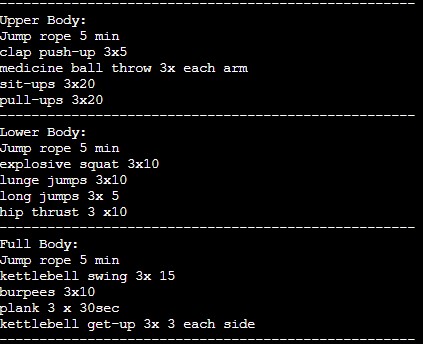 -----------------------------------------------------
Upper Body:
Jump rope 5 min
clap push-up 3x5
medicine ball throw 3x each arm
sit-ups 3x20
pull-ups 3x20
-----------------------------------------------------
Lower Body:
Jump rope 5 min
explosive squat 3x10
lunge jumps 3x10
long jumps 3x 5
hip thrust 3 x10
-----------------------------------------------------
Full Body:
Jump rope 5 min
kettlebell swing 3x 15
burpees 3x10
plank 3 x 30sec
kettlebell get-up 3x 3 each side
-----------------------------------------------------